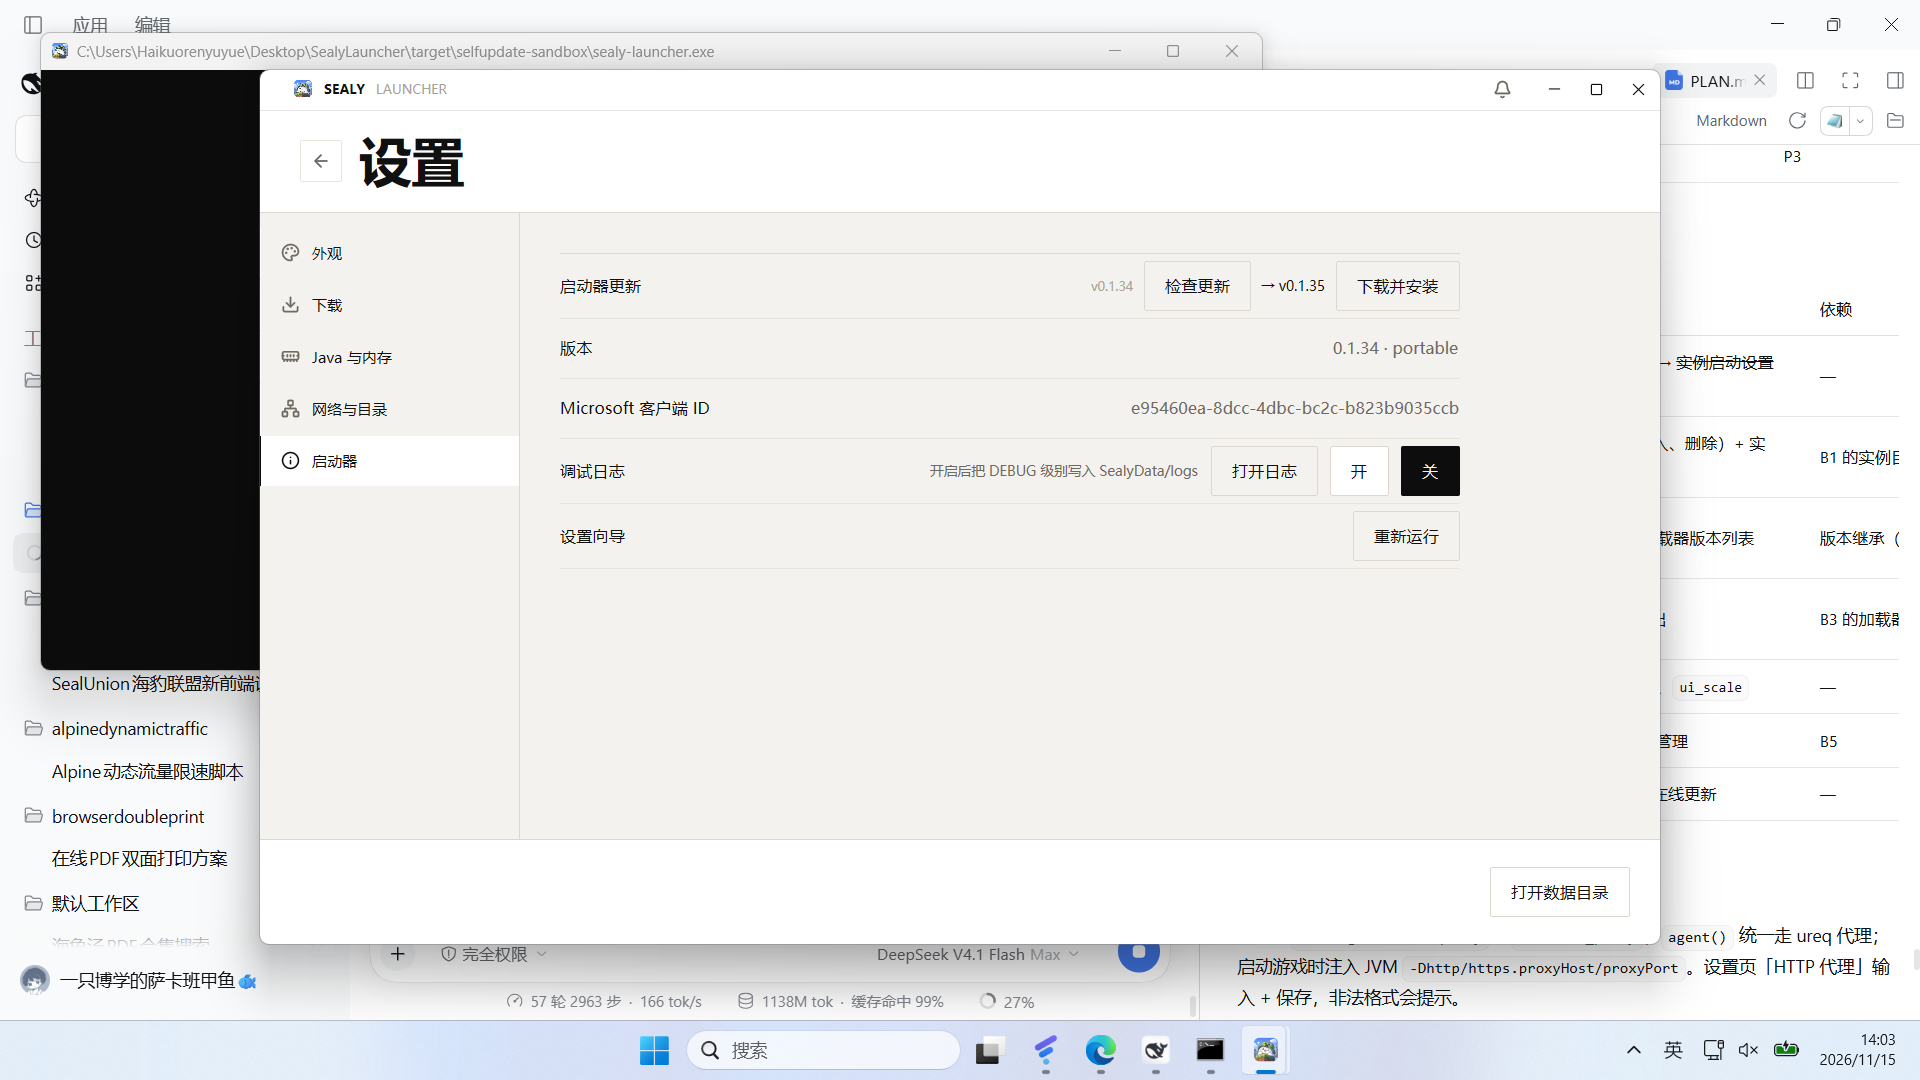 应用 编辑
C:\Users\Haikuorenyuyue\Desktop\SealyLauncher\target\selfupdate-sandbox\sealy-launcher.exe
SEALY LAUNCHER
PLAN.m
Markdown
设置
P3
外观
下载
Java 与内存
网络与目录
启动器
启动器更新 v0.1.34 检查更新 → v0.1.35 下载并安装
版本 0.1.34 · portable
Microsoft 客户端 ID e95460ea-8dcc-4dbc-bc2c-b823b9035ccb
调试日志 开启后把 DEBUG 级别写入 SealyData/logs 打开日志 开 关
设置向导 重新运行
打开数据目录
依赖
→ 实例启动设置
—
、删除）+ 实
B1 的实例
载器版本列表 版本继承（
B3 的加载器
ui_scale —
管理 B5
在线更新 —
agent() 统一走 ureq 代理；
启动游戏时注入 JVM -Dhttp/https.proxyHost/proxyPort 。设置页「HTTP 代理」输
入 + 保存，非法格式会提示。
SealUnion海豹联盟新前端
alpinedynamictraffic
Alpine动态流量限速脚本
browserdoubleprint
在线PDF双面打印方案
默认工作区
一只博学的萨卡班甲鱼
完全权限
DeepSeek V4.1 Flash Max
57 轮 2963 步 · 166 tok/s 1138M tok · 缓存命中 99% 27%
搜索
英
14:03
2026/11/15